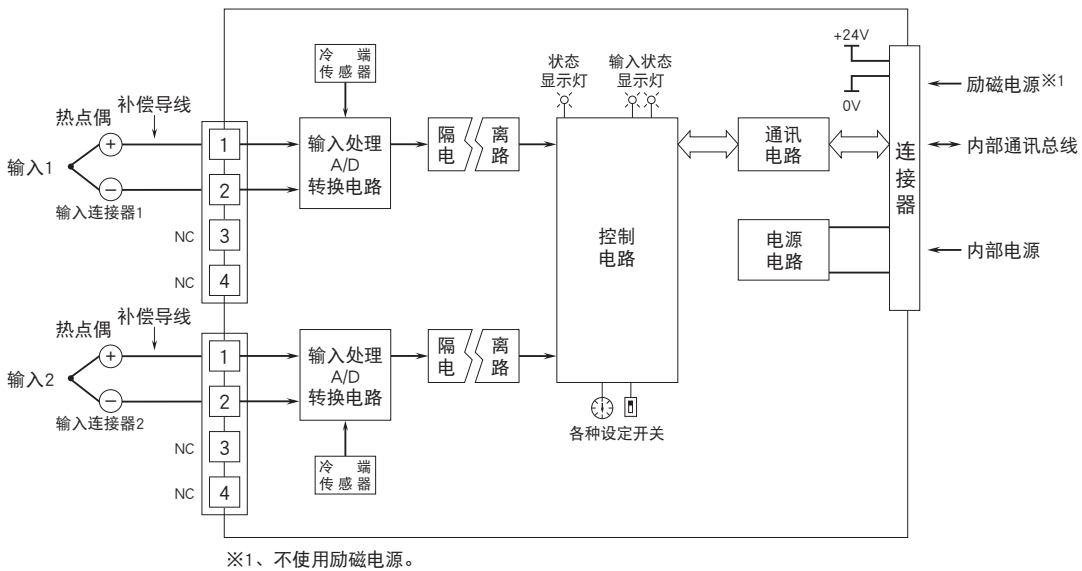 冷 端
传 感 器
+24V
0V
状态
显示灯
输入状态
显示灯
励磁电源※1
热点偶
补偿导线
输入1
+
−
输入连接器1
1
2
NC 3
NC 4
输入处理
A/D
转换电路
隔 离
电 路
控制
电路
通讯
电路
连接器
内部通讯总线
电源
电路
内部电源
热点偶
补偿导线
输入2
+
−
输入连接器2
1
2
NC 3
NC 4
输入处理
A/D
转换电路
隔 离
电 路
冷 端
传 感 器
各种设定开关
※1、不使用励磁电源。